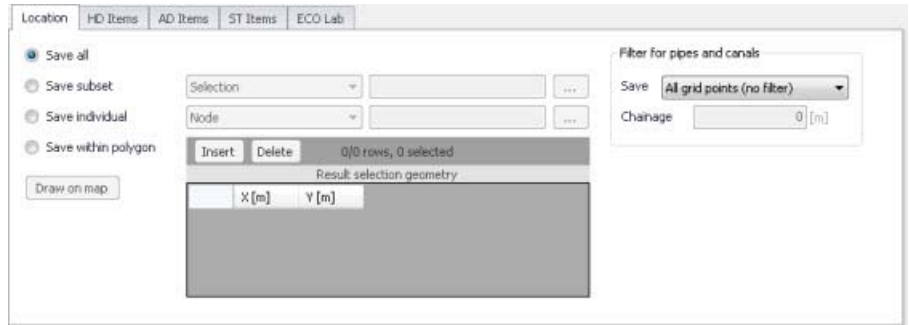 Location HD Items AD Items ST Items ECO Lab
Save all
Save subset Selection ...
Save individual Node ...
Save within polygon
Draw on map
Insert Delete 0/0 rows, 0 selected
Result selection geometry
X [m] Y [m]
Filter for pipes and canals
Save All grid points (no filter)
Chainage 0 [m]